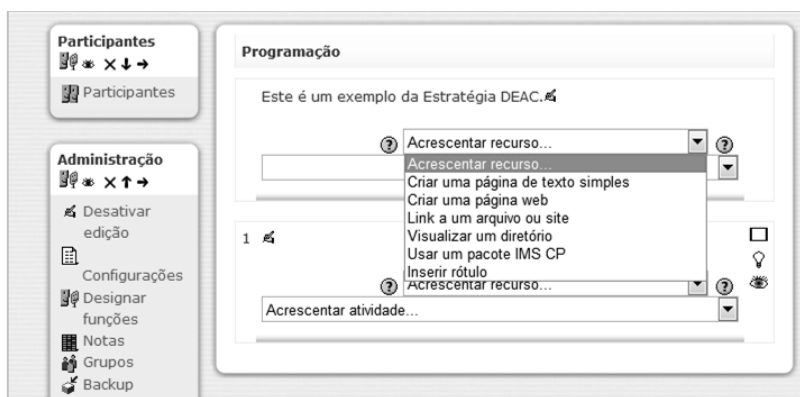 Participantes
Participantes
Administração
Desativar
edição
Configurações
Designar
funções
Notas
Grupos
Backup
Programação
Este é um exemplo da Estratégia DEAC.
Acrescentar recurso...
Acrescentar recurso...
Criar uma página de texto simples
Criar uma página web
Link a um arquivo ou site
Visualizar um diretório
Usar um pacote IMS CP
Inserir rótulo
1
Acrescentar recurso...
Acrescentar atividade...